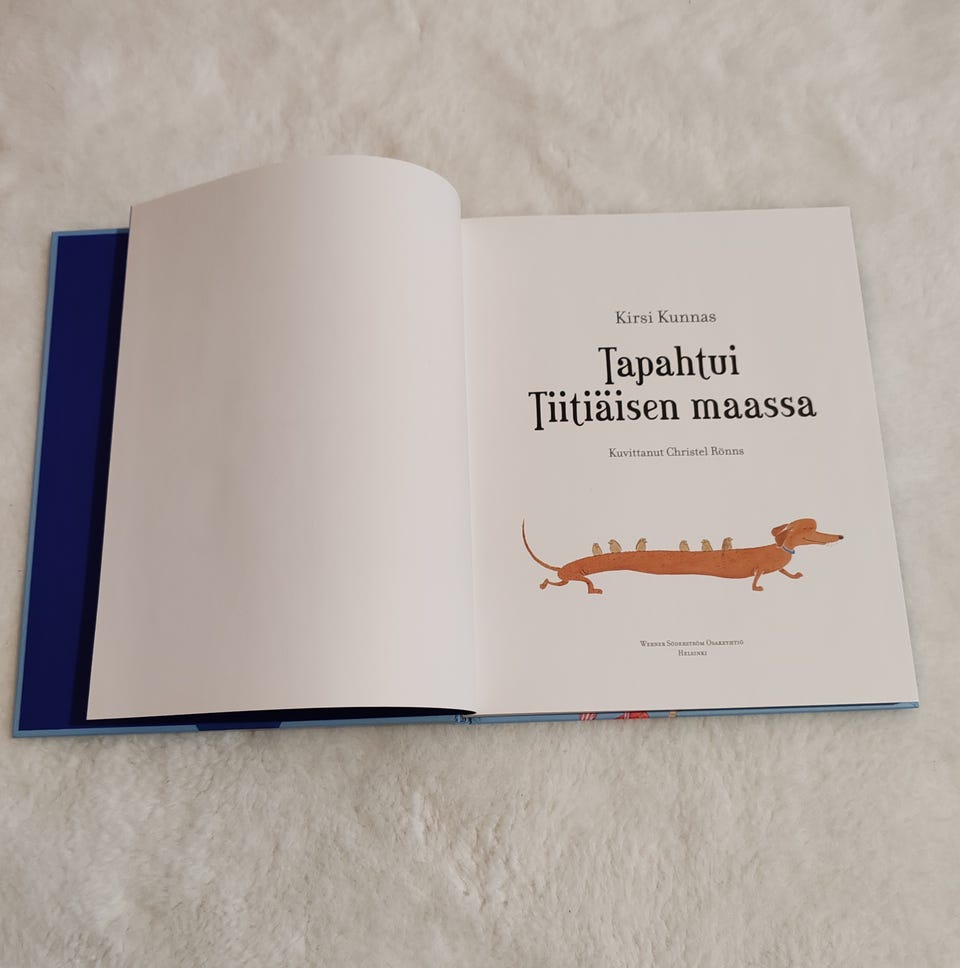 Kirsi Kunnas
Tapahtui
Tiitiäisen maassa
Kuvittanut Christel Rönns
Werner Söderström Osakeyhtiö
Helsinki